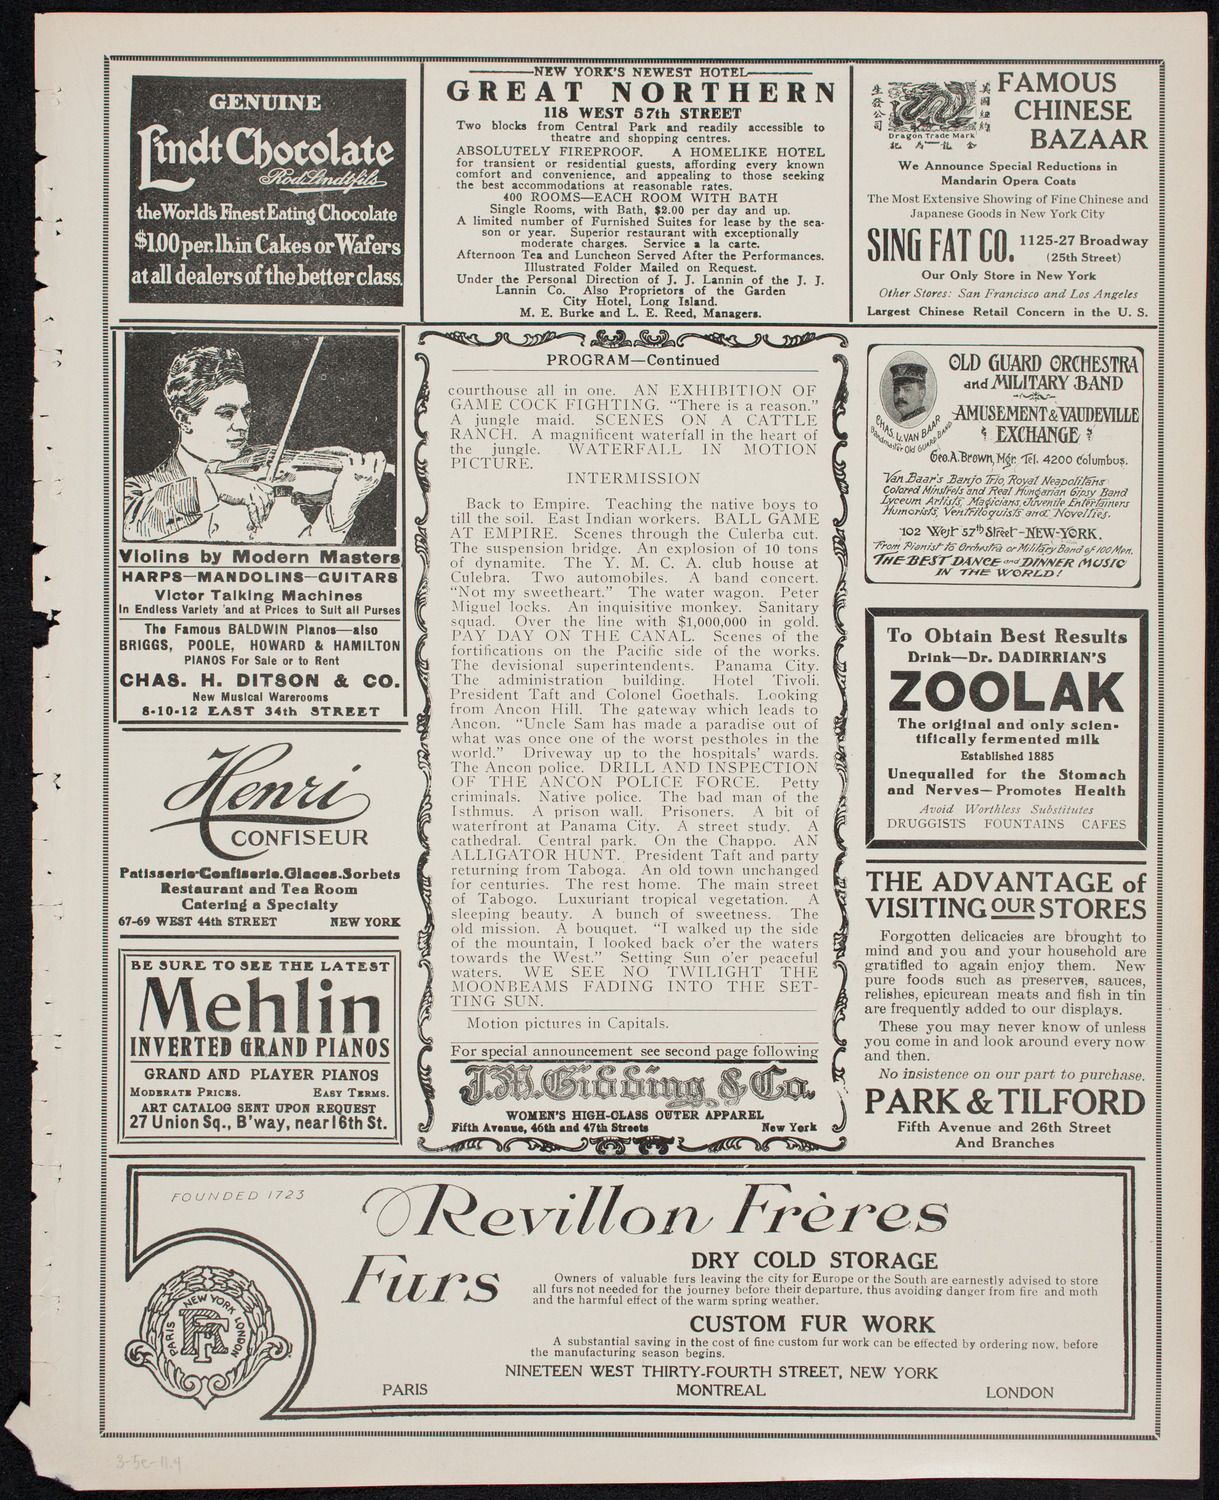 GENUINE
Lindt Chocolate
Rod. Lindt fils
the World's Finest Eating Chocolate
$1.00 per. lb. in Cakes or Wafers
at all dealers of the better class.
NEW YORK'S NEWEST HOTEL
GREAT NORTHERN
118 WEST 57th STREET
Two blocks from Central Park and readily accessible to
theatre and shopping centres.
ABSOLUTELY FIREPROOF. A HOMELIKE HOTEL
for transient or residential guests, affording every known
comfort and convenience, and appealing to those seeking
the best accommodations at reasonable rates.
400 ROOMS—EACH ROOM WITH BATH
Single Rooms, with Bath, $2.00 per day and up.
A limited number of Furnished Suites for lease by the sea-
son or year. Superior restaurant with exceptionally
moderate charges. Service a la carte.
Afternoon Tea and Luncheon Served After the Performances.
Illustrated Folder Mailed on Request.
Under the Personal Direction of J. J. Lannin of the J. J.
Lannin Co. Also Proprietors of the Garden
City Hotel, Long Island.
M. E. Burke and L. E. Reed, Managers.
生發公司
美國紐約
Dragon Trade Mark
FAMOUS
CHINESE
BAZAAR
We Announce Special Reductions in
Mandarin Opera Coats
The Most Extensive Showing of Fine Chinese and
Japanese Goods in New York City
SING FAT CO. 1125-27 Broadway
(25th Street)
Our Only Store in New York
Other Stores: San Francisco and Los Angeles
Largest Chinese Retail Concern in the U. S.
Violins by Modern Masters
HARPS—MANDOLINS—GUITARS
Victor Talking Machines
In Endless Variety and at Prices to Suit all Purses
The Famous BALDWIN Pianos—also
BRIGGS, POOLE, HOWARD & HAMILTON
PIANOS For Sale or to Rent
CHAS. H. DITSON & CO.
New Musical Warerooms
8-10-12 EAST 34th STREET
Henri
CONFISEUR
Patisserie-Confiserie.Glaces.Sorbets
Restaurant and Tea Room
Catering a Specialty
67-69 WEST 44th STREET NEW YORK
BE SURE TO SEE THE LATEST
Mehlin
INVERTED GRAND PIANOS
GRAND AND PLAYER PIANOS
MODERATE PRICES. EASY TERMS.
ART CATALOG SENT UPON REQUEST
27 Union Sq., B'way, near 16th St.
PROGRAM—Continued
courthouse all in one. AN EXHIBITION OF
GAME COCK FIGHTING. "There is a reason."
A jungle maid. SCENES ON A CATTLE
RANCH. A magnificent waterfall in the heart of
the jungle. WATERFALL IN MOTION
PICTURE.
INTERMISSION
Back to Empire. Teaching the native boys to
till the soil. East Indian workers. BALL GAME
AT EMPIRE. Scenes through the Culerba cut.
The suspension bridge. An explosion of 10 tons
of dynamite. The Y. M. C. A. club house at
Culebra. Two automobiles. A band concert.
"Not my sweetheart." The water wagon. Peter
Miguel locks. An inquisitive monkey. Sanitary
squad. Over the line with $1,000,000 in gold.
PAY DAY ON THE CANAL. Scenes of the
fortifications on the Pacific side of the works.
The devisional superintendents. Panama City.
The administration building. Hotel Tivoli.
President Taft and Colonel Goethals. Looking
from Ancon Hill. The gateway which leads to
Ancon. "Uncle Sam has made a paradise out of
what was once one of the worst pestholes in the
world." Driveway up to the hospitals' wards.
The Ancon police. DRILL AND INSPECTION
OF THE ANCON POLICE FORCE. Petty
criminals. Native police. The bad man of the
Isthmus. A prison wall. Prisoners. A bit of
waterfront at Panama City. A street study. A
cathedral. Central park. On the Chappo. AN
ALLIGATOR HUNT. President Taft and party
returning from Taboga. An old town unchanged
for centuries. The rest home. The main street
of Tabogo. Luxuriant tropical vegetation. A
sleeping beauty. A bunch of sweetness. The
old mission. A bouquet. "I walked up the side
of the mountain, I looked back o'er the waters
towards the West." Setting Sun o'er peaceful
waters. WE SEE NO TWILIGHT THE
MOONBEAMS FADING INTO THE SET-
TING SUN.
Motion pictures in Capitals.
For special announcement see second page following
J.M. Gidding & Co.
WOMEN'S HIGH-CLASS OUTER APPAREL
Fifth Avenue, 46th and 47th Streets New York
OLD GUARD ORCHESTRA
and MILITARY BAND
AMUSEMENT & VAUDEVILLE
EXCHANGE
CHAS. L. VAN BAAR
Bandmaster Old GUARD BAND
Geo. A. Brown, Mgr. Tel. 4200 Columbus.
Van Baar's Banjo Trio, Royal Neapolitans
Colored Minstrels and Real Hungarian Gipsy Band
Lyceum Artists, Magicians Juvenile Entertainers
Humorists, Ventriloquists and Novelties.
102 West 57th Street—NEW-YORK.
From Pianist to Orchestra or Military Band of 100 Men.
THE BEST DANCE and DINNER MUSIC
IN THE WORLD!
To Obtain Best Results
Drink—Dr. DADIRRIAN'S
ZOOLAK
The original and only scien-
tifically fermented milk
Established 1885
Unequalled for the Stomach
and Nerves—Promotes Health
Avoid Worthless Substitutes
DRUGGISTS FOUNTAINS CAFES
THE ADVANTAGE of
VISITING OUR STORES
Forgotten delicacies are brought to
mind and you and your household are
gratified to again enjoy them. New
pure foods such as preserves, sauces,
relishes, epicurean meats and fish in tin
are frequently added to our displays.
These you may never know of unless
you come in and look around every now
and then.
No insistence on our part to purchase.
PARK & TILFORD
Fifth Avenue and 26th Street
And Branches
FOUNDED 1723
Revillon Frères
Furs
NEW YORK
PARIS
LONDON
DRY COLD STORAGE
Owners of valuable furs leaving the city for Europe or the South are earnestly advised to store
all furs not needed for the journey before their departure, thus avoiding danger from fire and moth
and the harmful effect of the warm spring weather.
CUSTOM FUR WORK
A substantial saving in the cost of fine custom fur work can be effected by ordering now, before
the manufacturing season begins.
NINETEEN WEST THIRTY-FOURTH STREET, NEW YORK
PARIS MONTREAL LONDON
3-5e-11.4